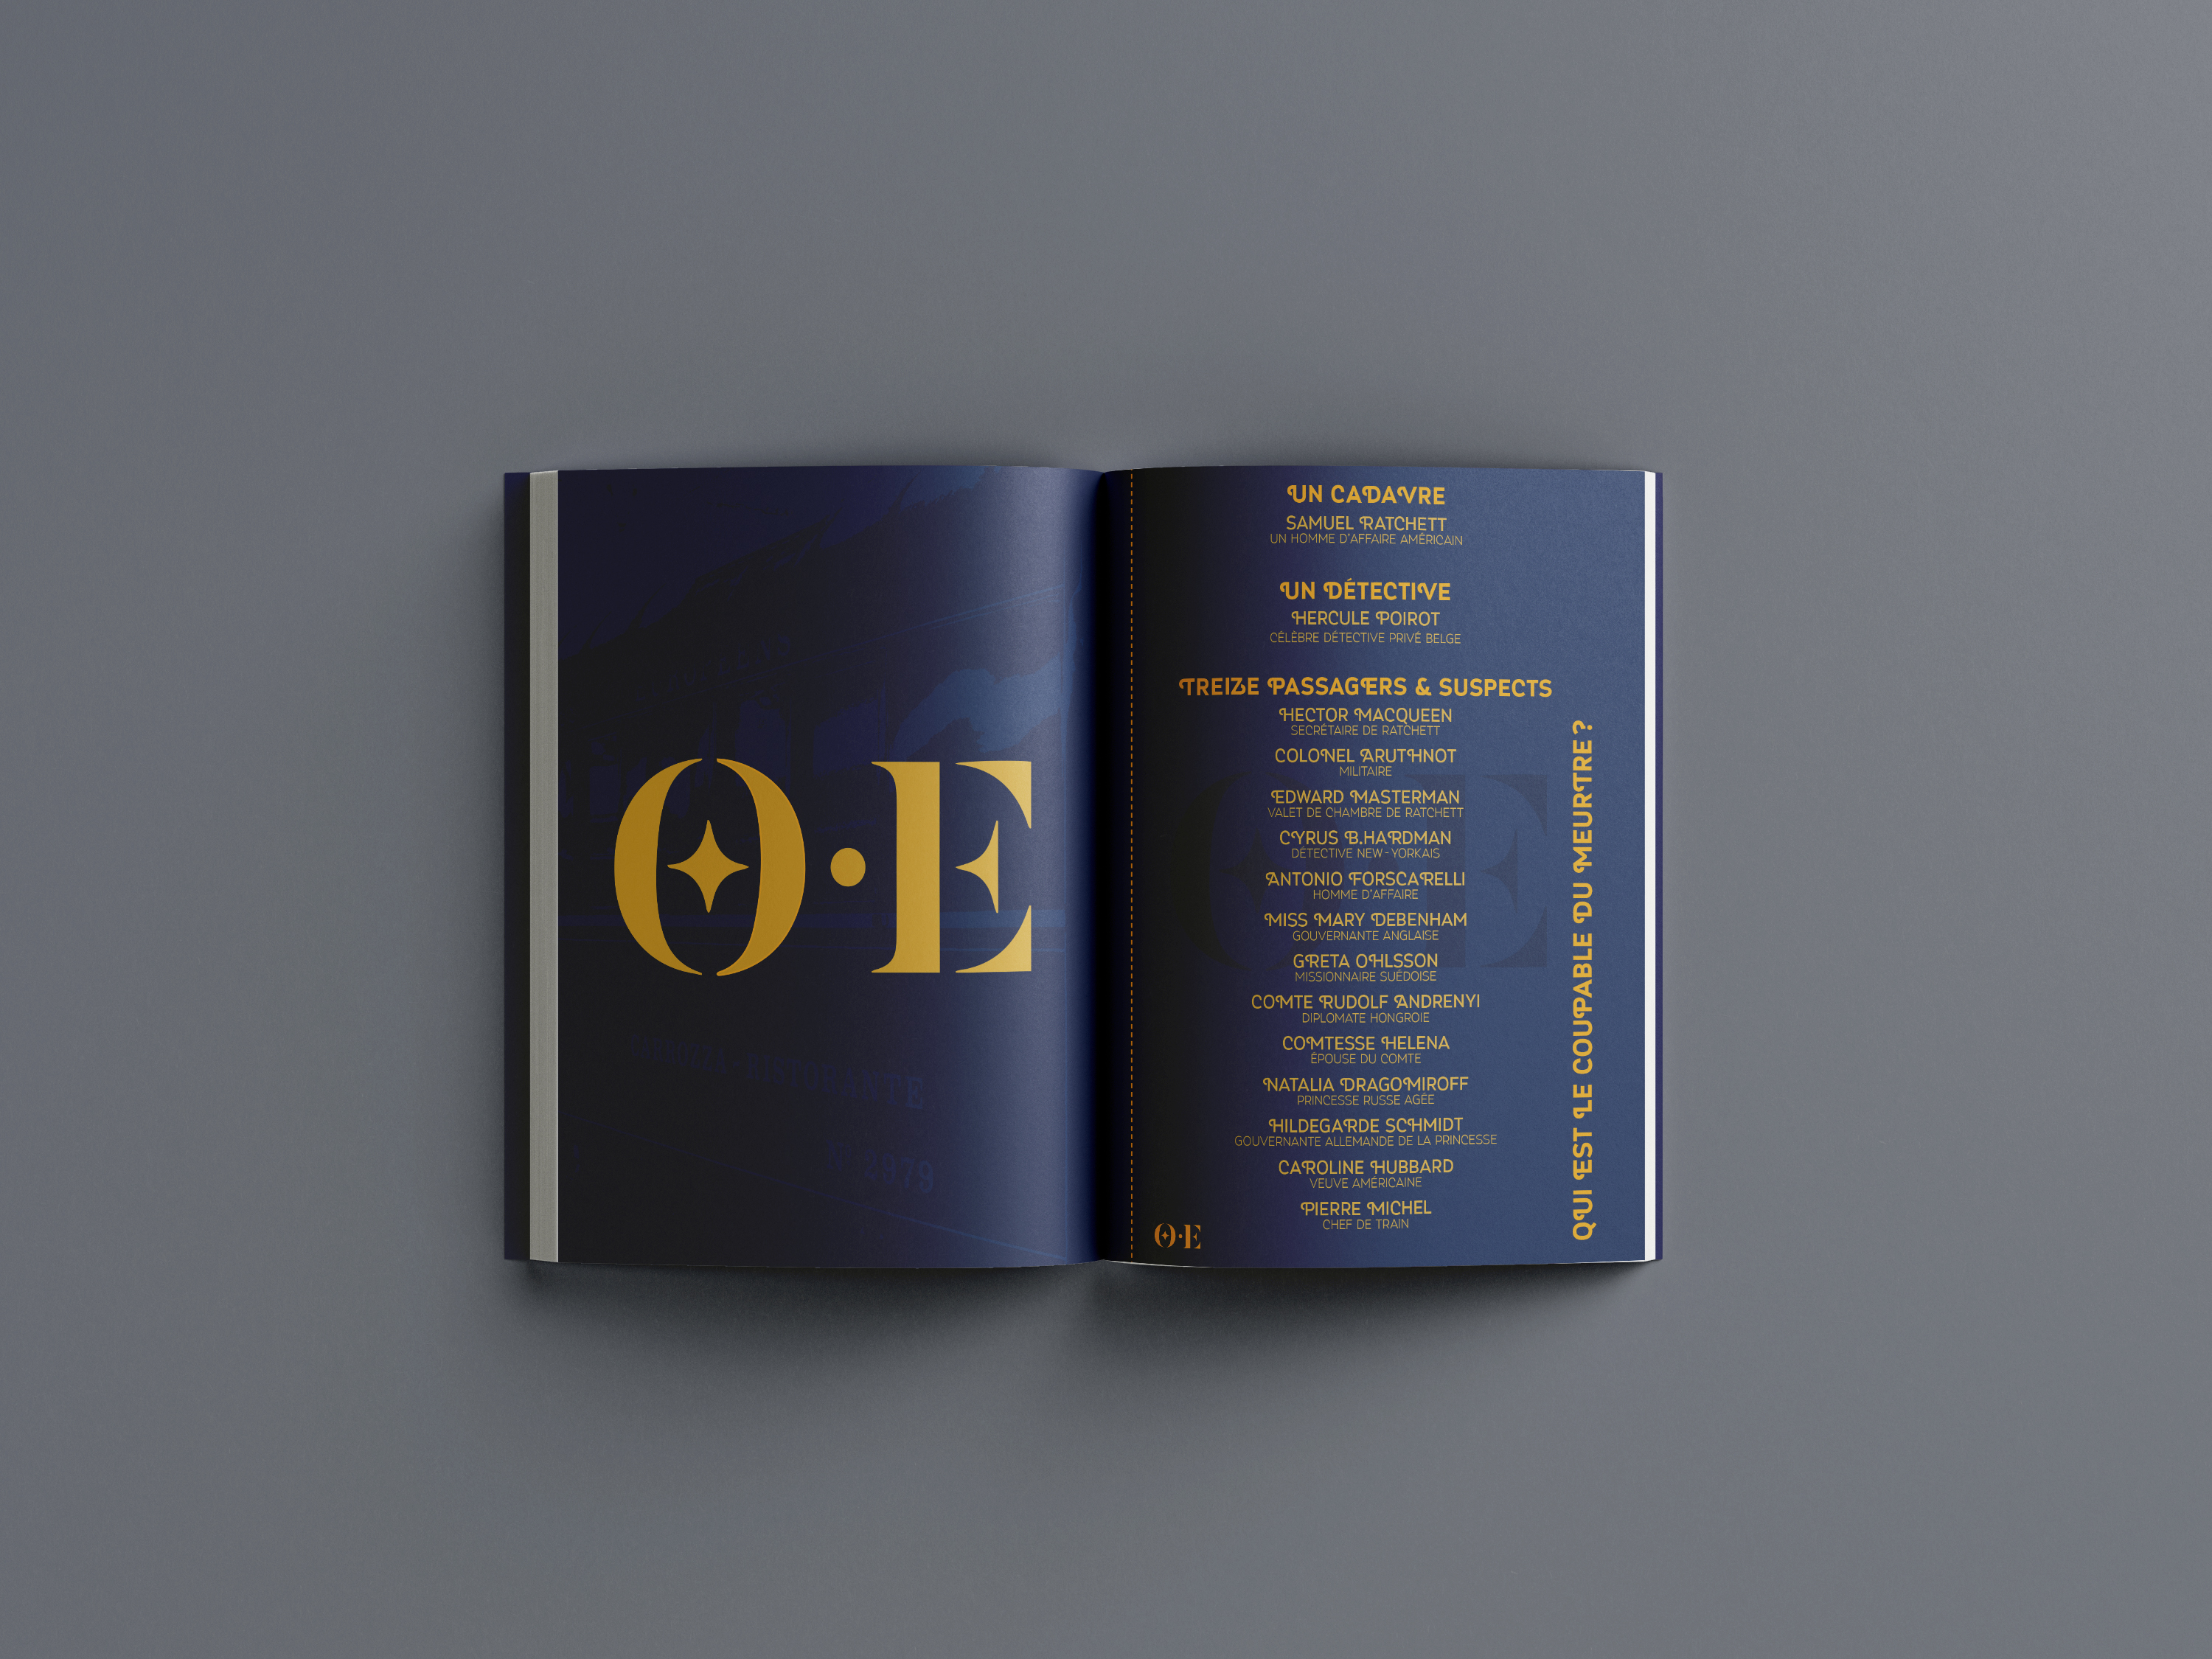 O·E
RISTORANTE
UN CADAVRE
SAMUEL RATCHETT
UN HOMME D'AFFAIRE AMÉRICAIN
UN DÉTECTIVE
HERCULE POIROT
CÉLÈBRE DÉTECTIVE PRIVÉ BELGE
TREIZE PASSAGERS & SUSPECTS
HECTOR MACQUEEN
SECRÉTAIRE DE RATCHETT
COLONEL ARUTHNOT
MILITAIRE
EDWARD MASTERMAN
VALET DE CHAMBRE DE RATCHETT
CYRUS B.HARDMAN
DÉTECTIVE NEW-YORKAIS
ANTONIO FORSCARELLI
HOMME D'AFFAIRE
MISS MARY DEBENHAM
GOUVERNANTE ANGLAISE
GRETA OHLSSON
MISSIONNAIRE SUÉDOISE
COMTE RUDOLF ANDRENYI
DIPLOMATE HONGROIE
COMTESSE HELENA
ÉPOUSE DU COMTE
NATALIA DRAGOMIROFF
PRINCESSE RUSSE AGÉE
HILDEGARDE SCHMIDT
GOUVERNANTE ALLEMANDE DE LA PRINCESSE
CAROLINE HUBBARD
VEUVE AMÉRICAINE
PIERRE MICHEL
CHEF DE TRAIN
QUI EST LE COUPABLE DU MEURTRE ?
O·E